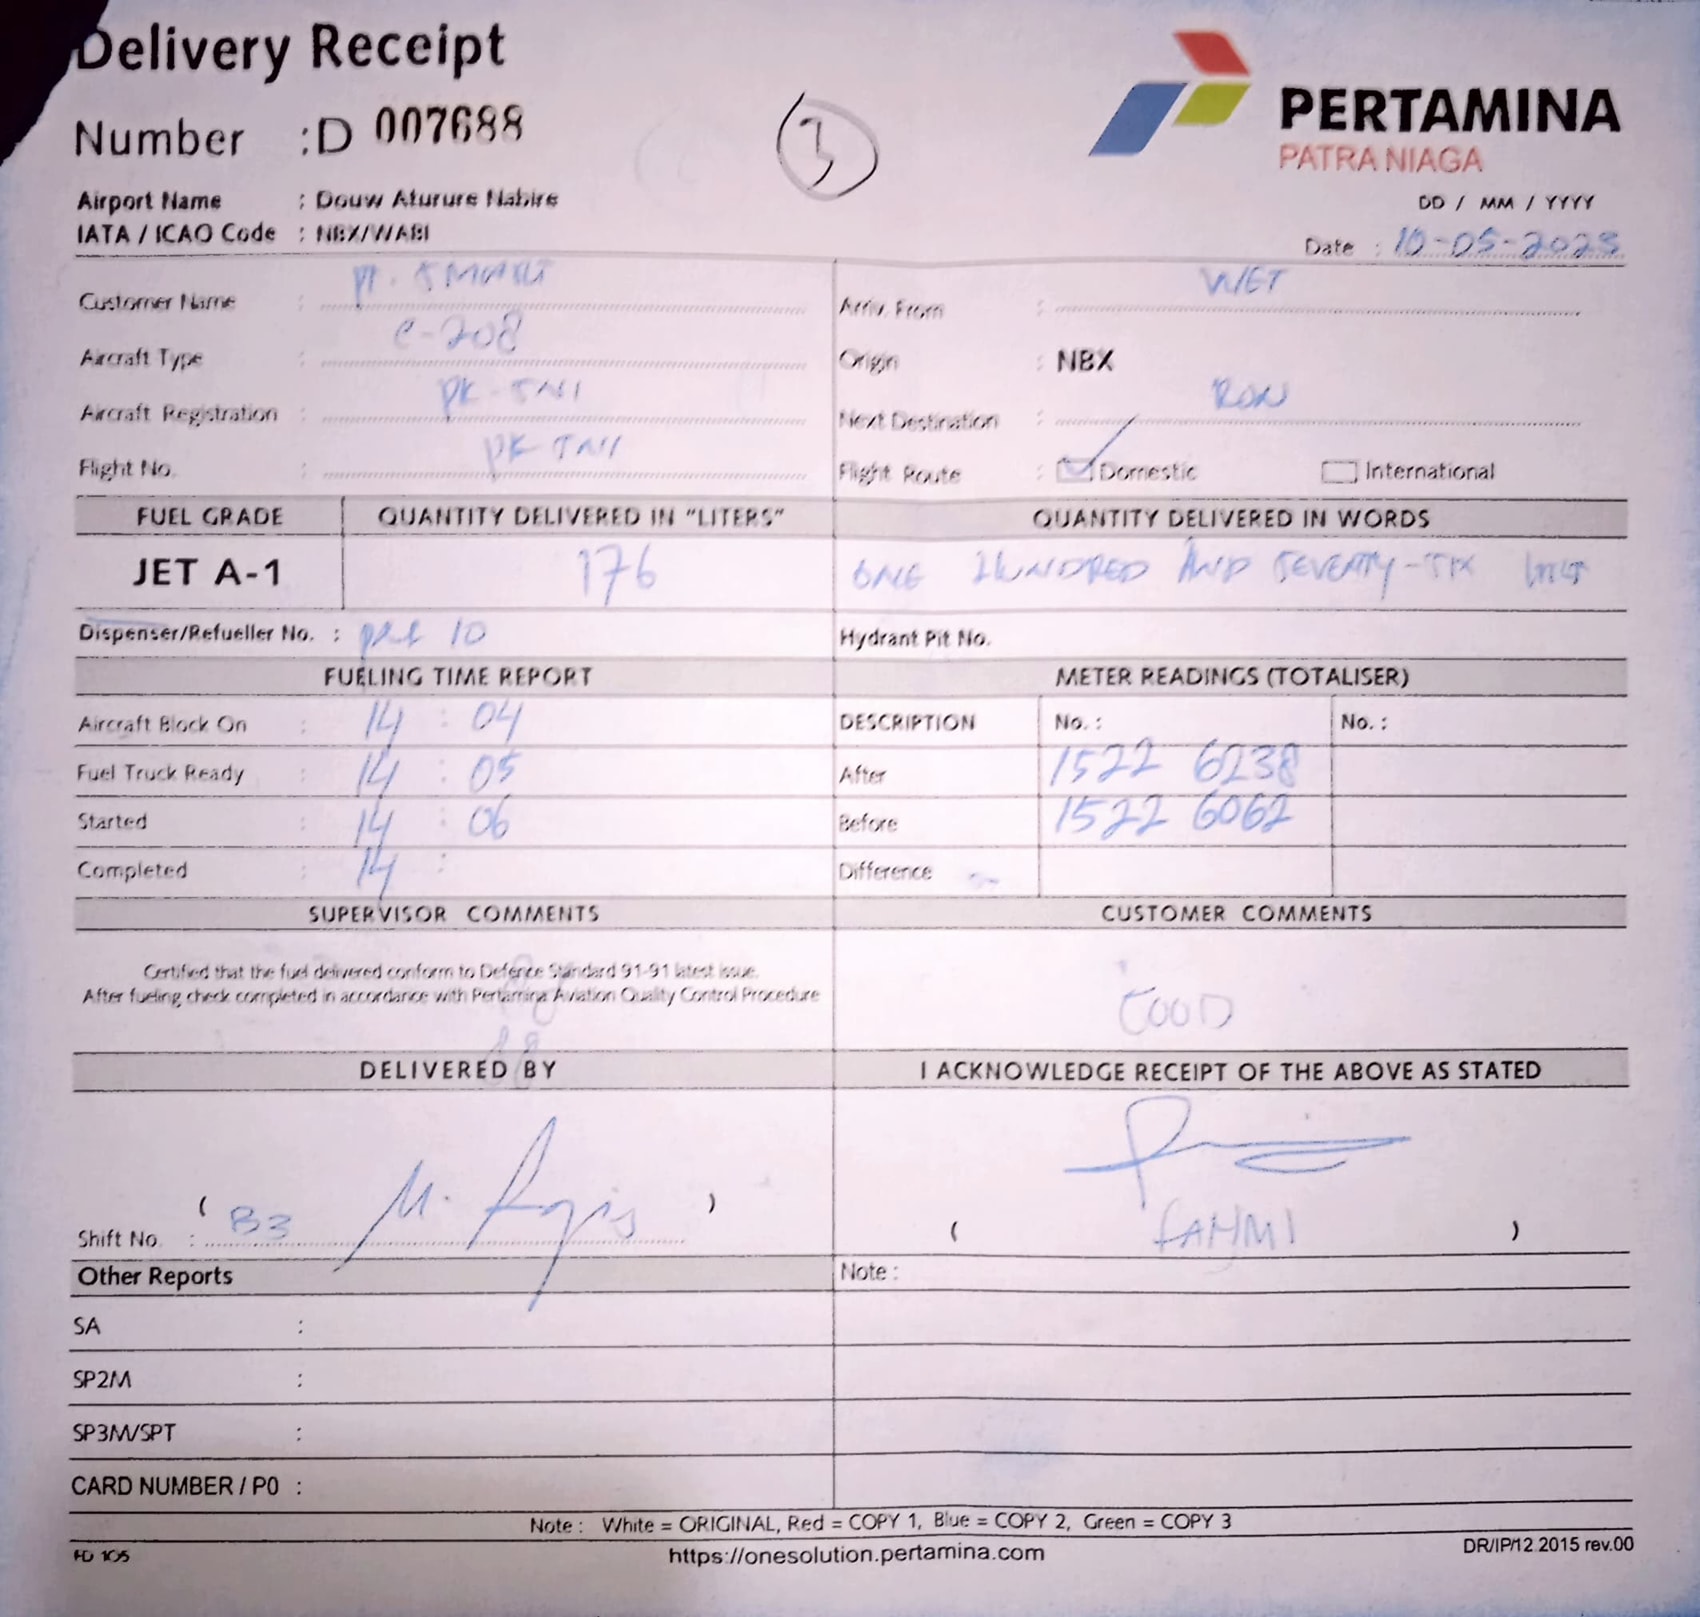 Delivery Receipt
Number : D 007688
3
PERTAMINA
PATRA NIAGA
Airport Name : Douw Aturure Nabire
IATA / ICAO Code : NBX/WABI
DD / MM / YYYY
Date : 10-05-2023
Customer Name : PT.
Arriv. From : WET
Aircraft Type : C-208
Origin : NBX
Aircraft Registration : PK-TNI
Next Destination : RON
Flight No. : PK-TNI
Flight Route : Domestic International
FUEL GRADE QUANTITY DELIVERED IN "LITERS" QUANTITY DELIVERED IN WORDS
JET A-1 176 ONE HUNDRED AND SEVENTY-SIX
Dispenser/Refueller No. : 10
Hydrant Pit No.
FUELING TIME REPORT METER READINGS (TOTALISER)
Aircraft Block On : 14 : 04 DESCRIPTION No. : No. :
Fuel Truck Ready : 14 : 05 After 1522 6238
Started : 14 : 06 Before 1522 6062
Completed : 14 : Difference
SUPERVISOR COMMENTS CUSTOMER COMMENTS
Certified that the fuel delivered conform to Defence Standard 91-91 latest issue.
After fueling check completed in accordance with Pertamina Aviation Quality Control Procedure
GOOD
DELIVERED BY I ACKNOWLEDGE RECEIPT OF THE ABOVE AS STATED
( )
Shift No : B3
( FAHMI )
Other Reports Note :
SA :
SP2M :
SP3M/SPT :
CARD NUMBER / P0 :
Note : White = ORIGINAL, Red = COPY 1, Blue = COPY 2, Green = COPY 3
FD 105 https://onesolution.pertamina.com DR/IP/12 2015 rev.00